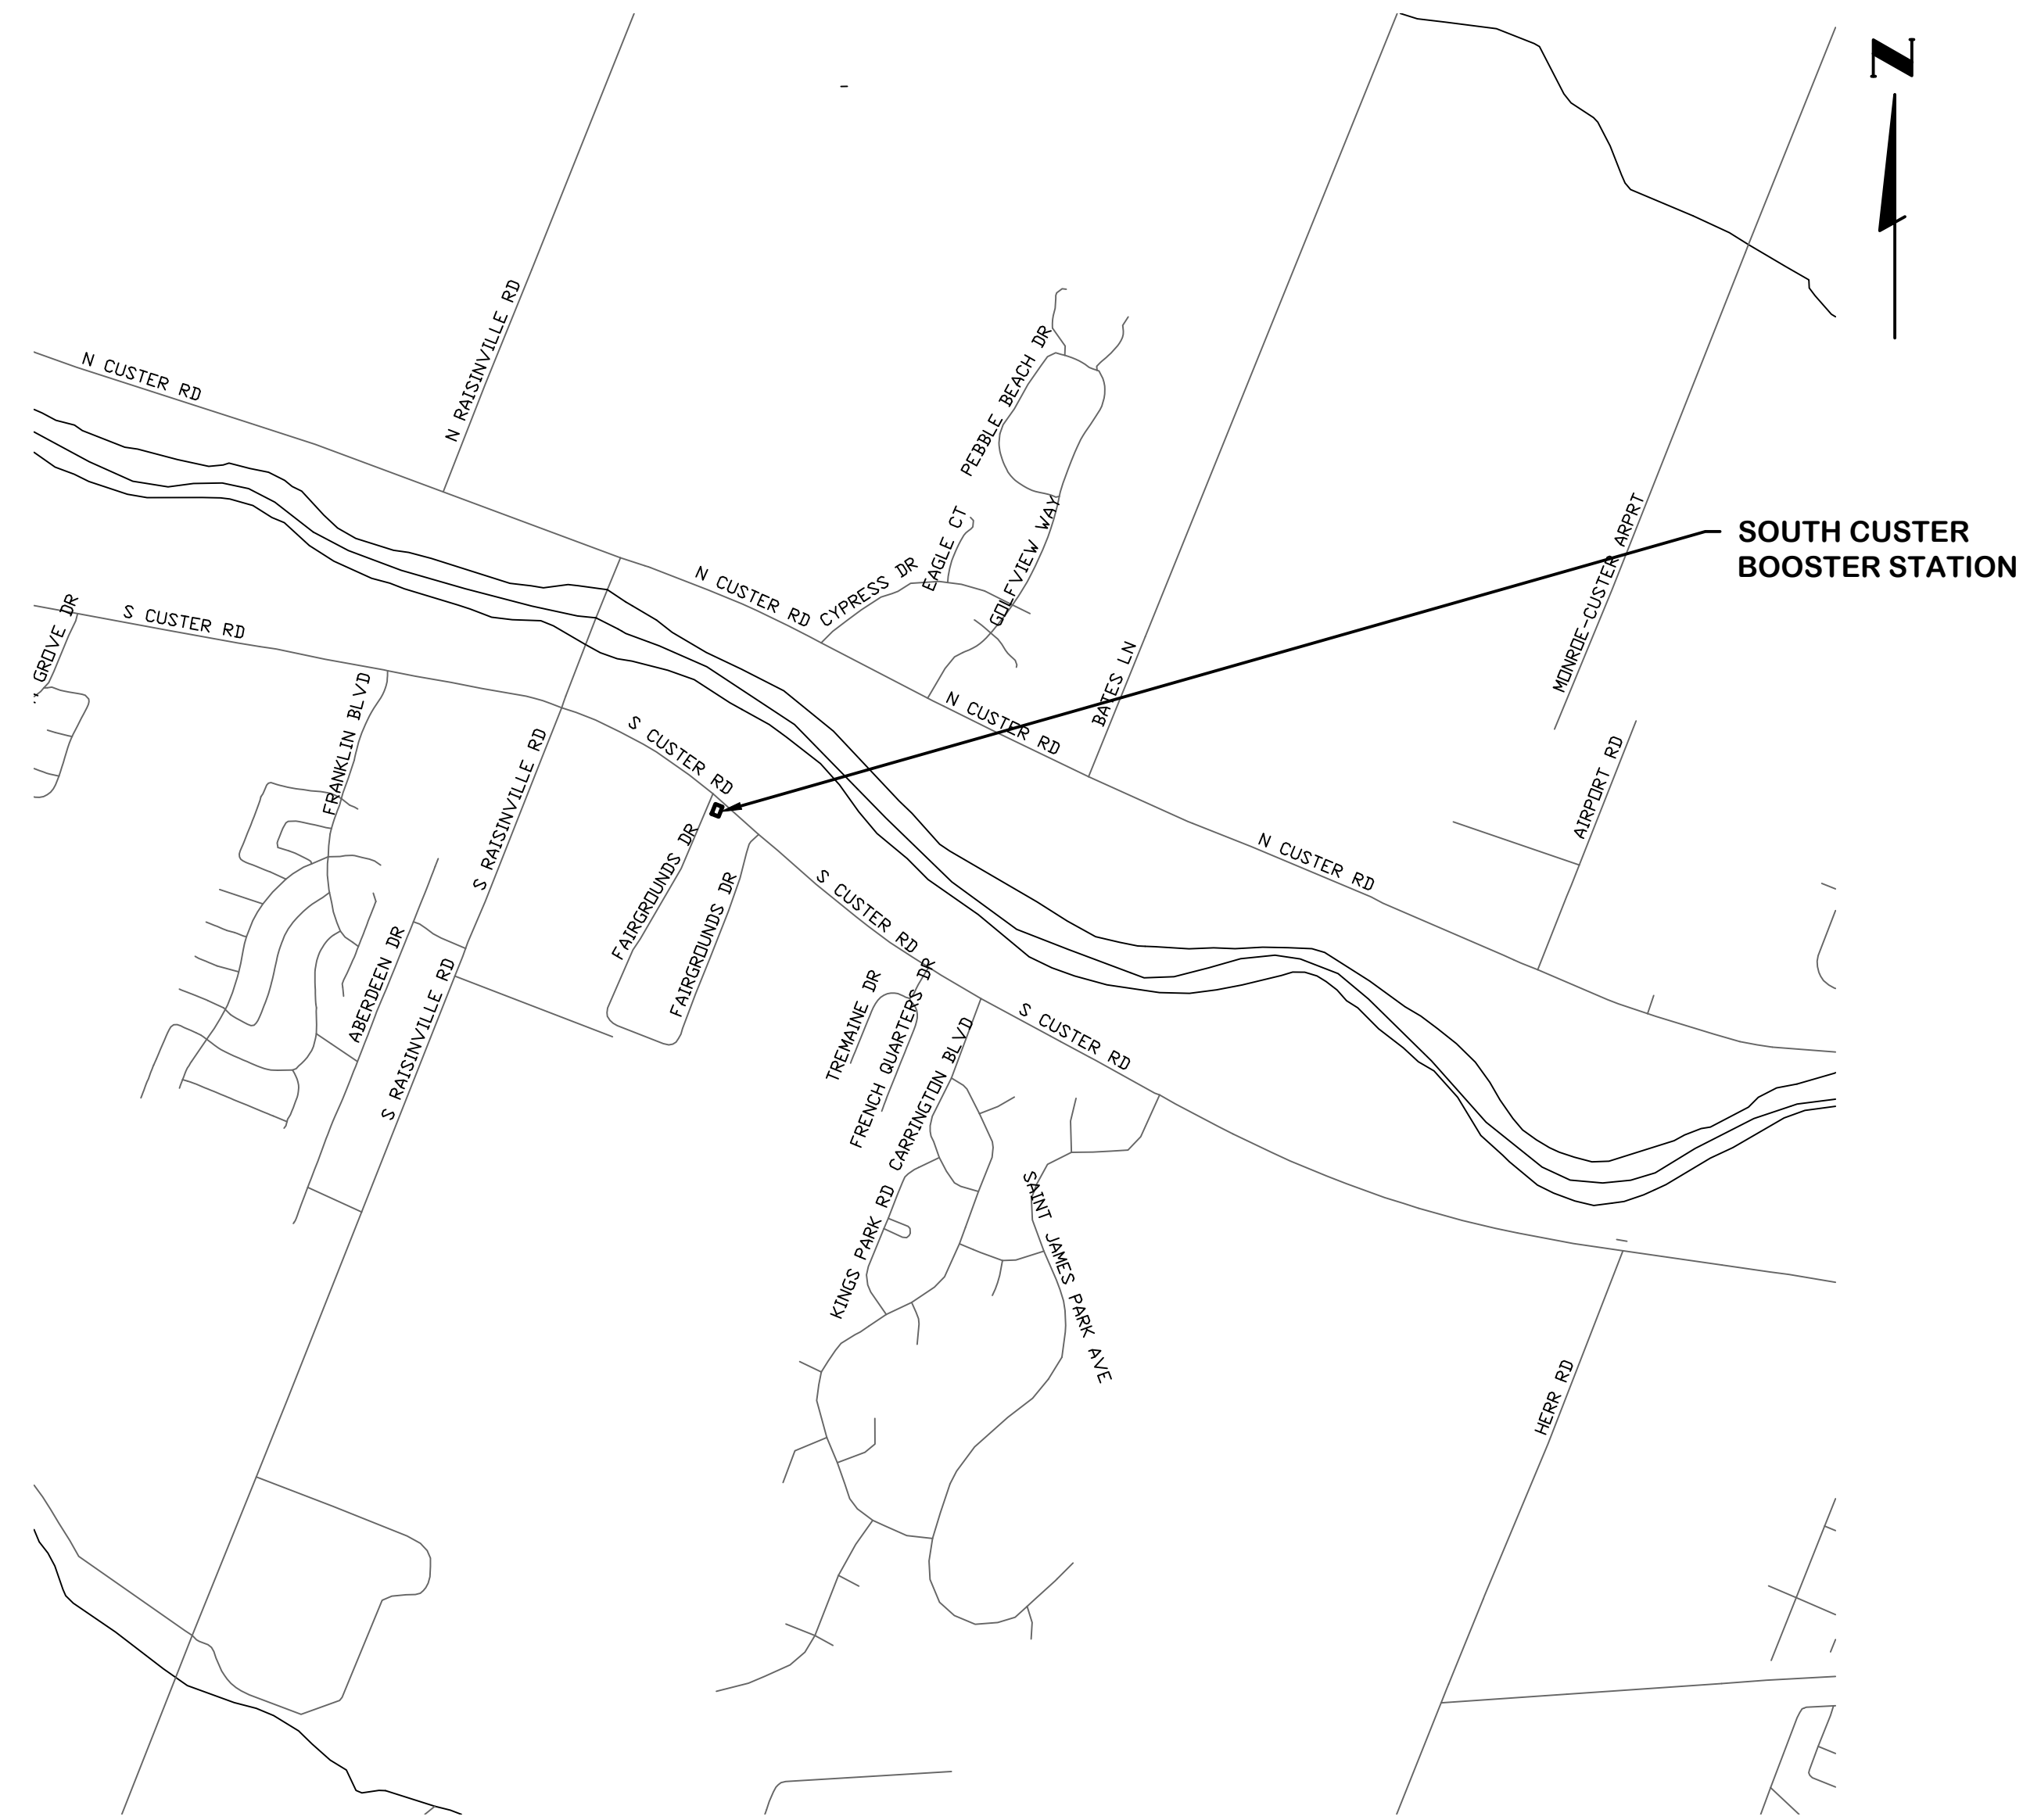 N
N RAISINVILLE RD
N CUSTER RD
PEBBLE BEACH DR
EAGLE CT
GOLFVIEW WAY
MONROE-CUSTER ARPRT
SOUTH CUSTER
BOOSTER STATION
N CUSTER RD
CYPRESS DR
GROVE DR
S CUSTER RD
BATES LN
FRANKLIN BLVD
S RAISINVILLE RD
S CUSTER RD
N CUSTER RD
AIRPORT RD
FAIRGROUNDS DR
FAIRGROUNDS DR
S CUSTER RD
N CUSTER RD
ABERDEEN DR
S RAISINVILLE RD
TREMAINE DR
FRENCH QUARTERS DR
CARRINGTON BLVD
S CUSTER RD
KINGS PARK RD
SAINT JAMES PARK AVE
HERR RD